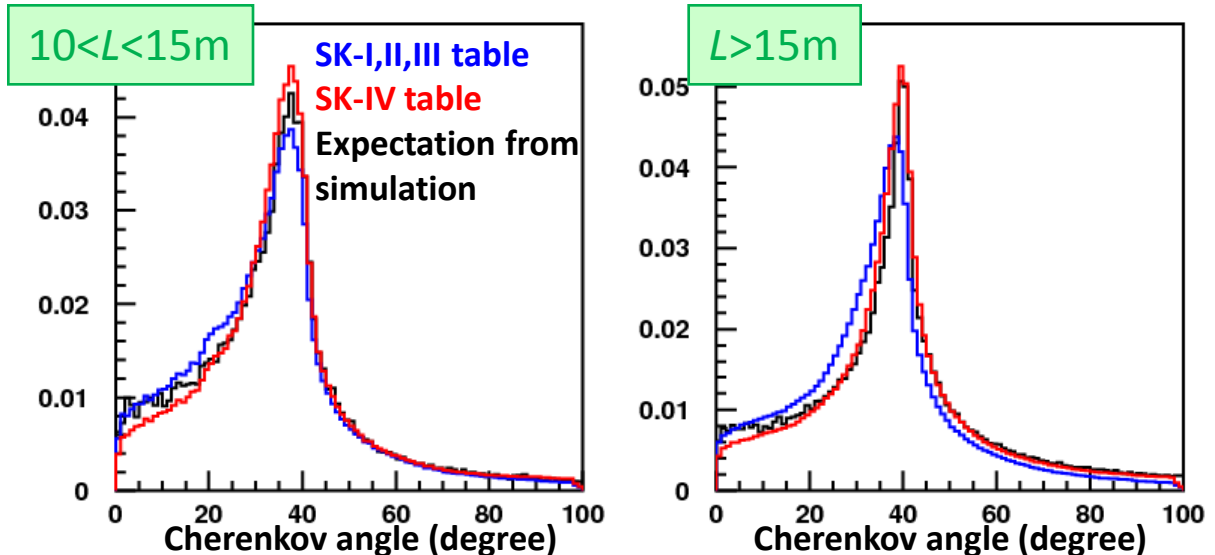 10<L<15m
SK-I,II,III table
SK-IV table
Expectation from
simulation
0.04
0.03
0.02
0.01
0
0 20 40 60 80 100
Cherenkov angle (degree)
L>15m
0.05
0.04
0.03
0.02
0.01
0
0 20 40 60 80 100
Cherenkov angle (degree)